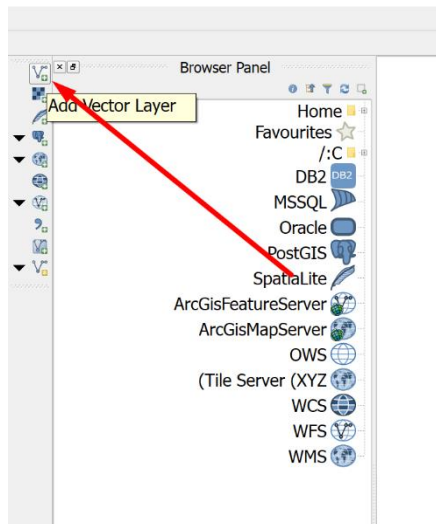 Browser Panel
Add Vector Layer
Home
Favourites
/:C
DB2 DB2
MSSQL
Oracle
PostGIS
SpatiaLite
ArcGisFeatureServer
ArcGisMapServer
OWS
(Tile Server (XYZ
WCS
WFS
WMS